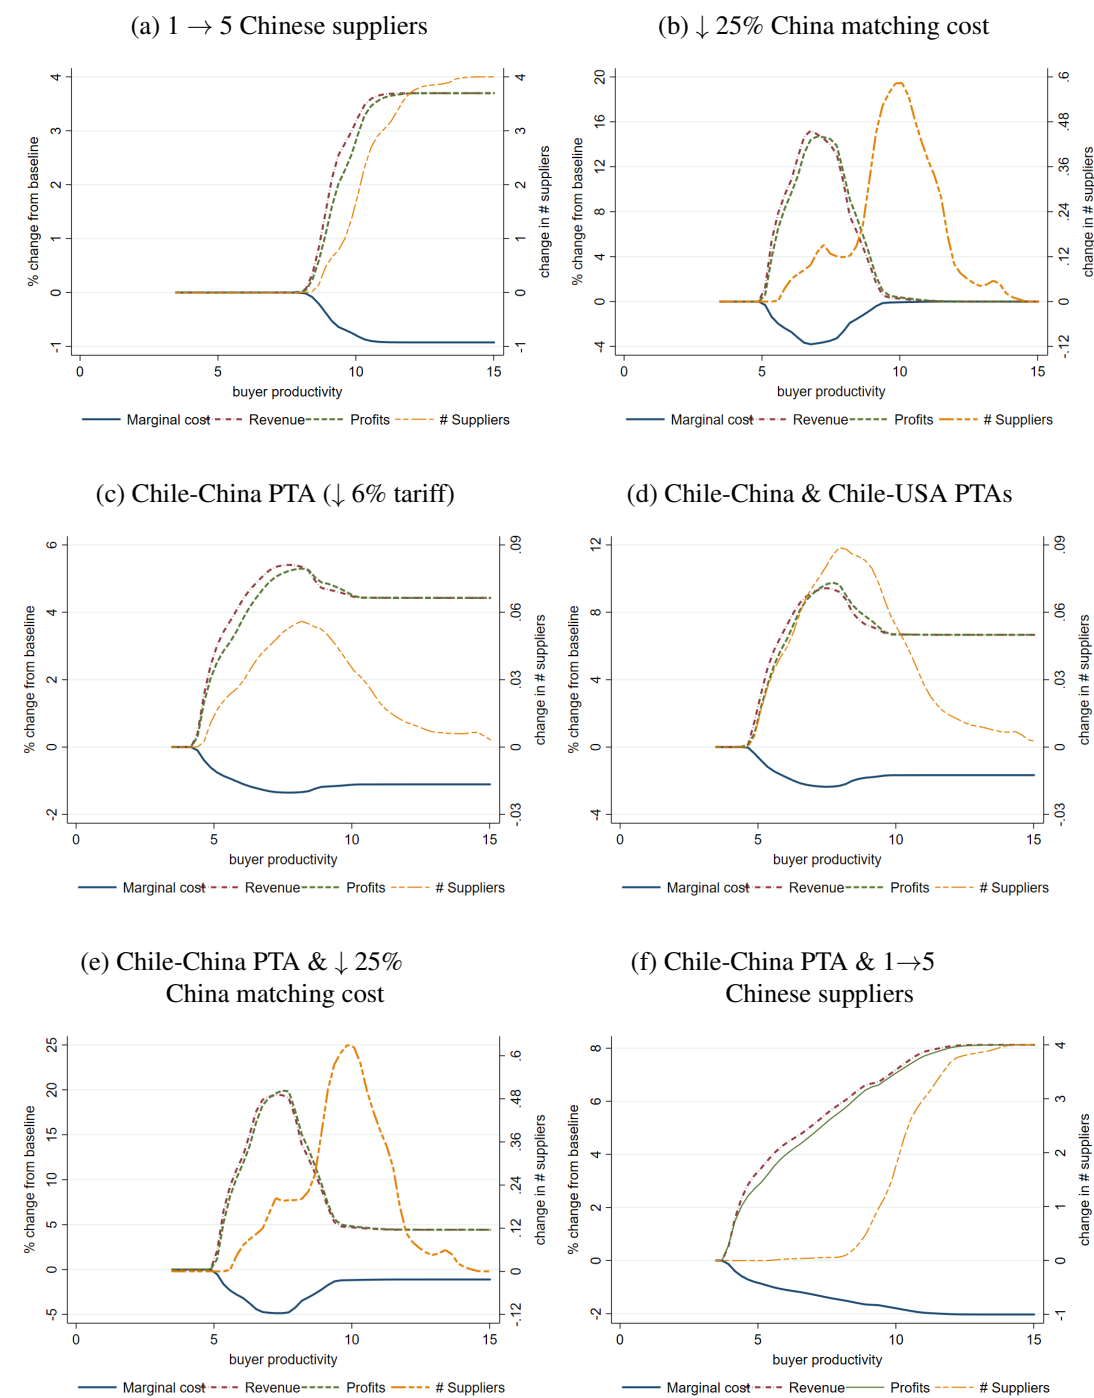 (a) 1 → 5 Chinese suppliers
% change from baseline
-1 0 1 2 3 4
-1 0 1 2 3 4
change in # suppliers
0 5 10 15
buyer productivity
Marginal cost Revenue Profits # Suppliers
(b) ↓ 25% China matching cost
% change from baseline
-4 0 4 8 12 16 20
-.12 0 .12 .24 .36 .48 .6
change in # suppliers
0 5 10 15
buyer productivity
Marginal cost Revenue Profits # Suppliers
(c) Chile-China PTA (↓ 6% tariff)
% change from baseline
-2 0 2 4 6
-.03 0 .03 .06 .09
change in # suppliers
0 5 10 15
buyer productivity
Marginal cost Revenue Profits # Suppliers
(d) Chile-China & Chile-USA PTAs
% change from baseline
-4 0 4 8 12
-.03 0 .03 .06 .09
change in # suppliers
0 5 10 15
buyer productivity
Marginal cost Revenue Profits # Suppliers
(e) Chile-China PTA & ↓ 25%
China matching cost
% change from baseline
-5 0 5 10 15 20 25
-.12 0 .12 .24 .36 .48 .6
change in # suppliers
0 5 10 15
buyer productivity
Marginal cost Revenue Profits # Suppliers
(f) Chile-China PTA & 1→5
Chinese suppliers
% change from baseline
-2 0 2 4 6 8
-1 0 1 2 3 4
change in # suppliers
0 5 10 15
buyer productivity
Marginal cost Revenue Profits # Suppliers